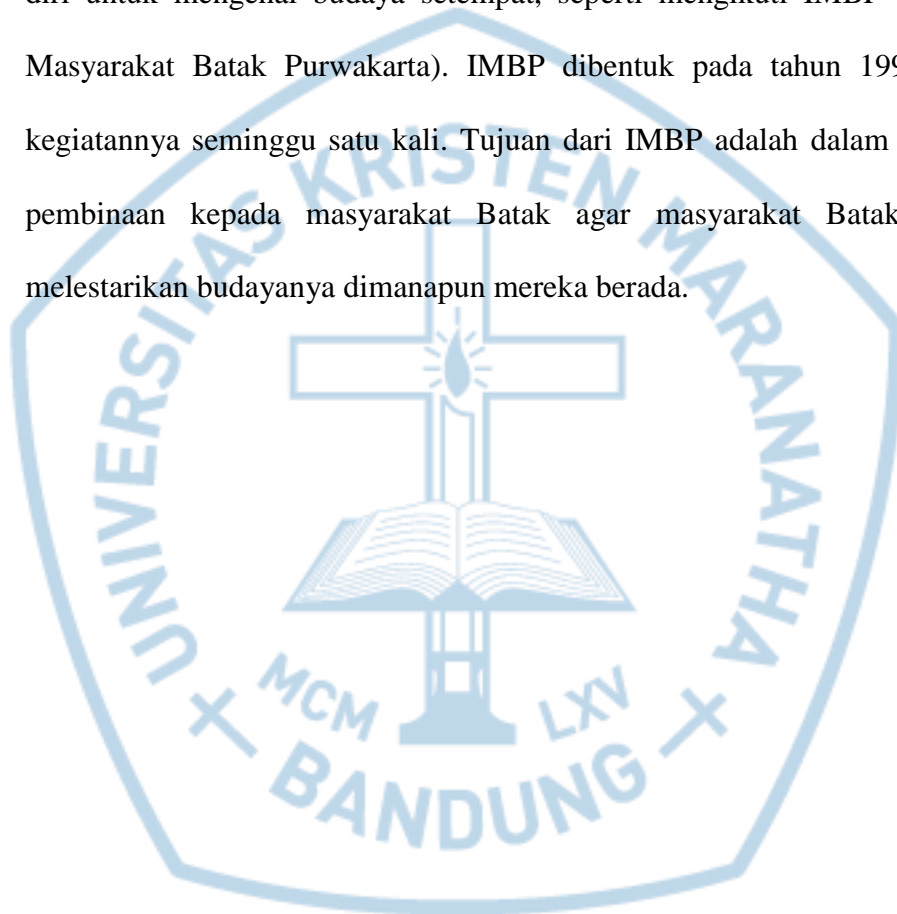 diri untuk mengenal budaya setempat, seperti mengikuti IMBP
Masyarakat Batak Purwakarta). IMBP dibentuk pada tahun 199
kegiatannya seminggu satu kali. Tujuan dari IMBP adalah dalam
pembinaan kepada masyarakat Batak agar masyarakat Batak
melestarikan budayanya dimanapun mereka berada.
UNIVERSITAS KRISTEN MARANATHA
MCM LXV
BANDUNG